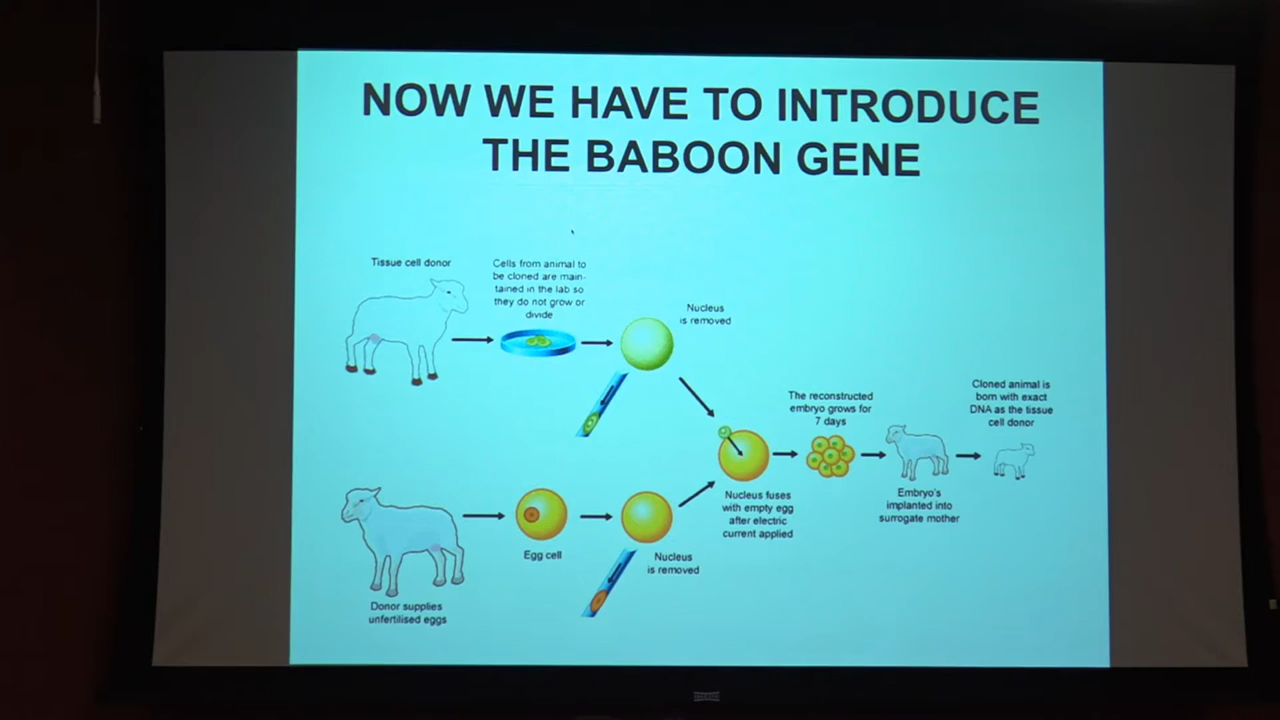 NOW WE HAVE TO INTRODUCE
THE BABOON GENE
Tissue cell donor
Cells from animal to
be cloned are main-
tained in the lab so
they do not grow or
divide
Nucleus
is removed
Cloned animal is
born with exact
DNA as the tissue
cell donor
The reconstructed
embryo grows for
7 days
Nucleus fuses
with empty egg
after electric
current applied
Embryo's
implanted into
surrogate mother
Egg cell
Nucleus
is removed
Donor supplies
unfertilised eggs